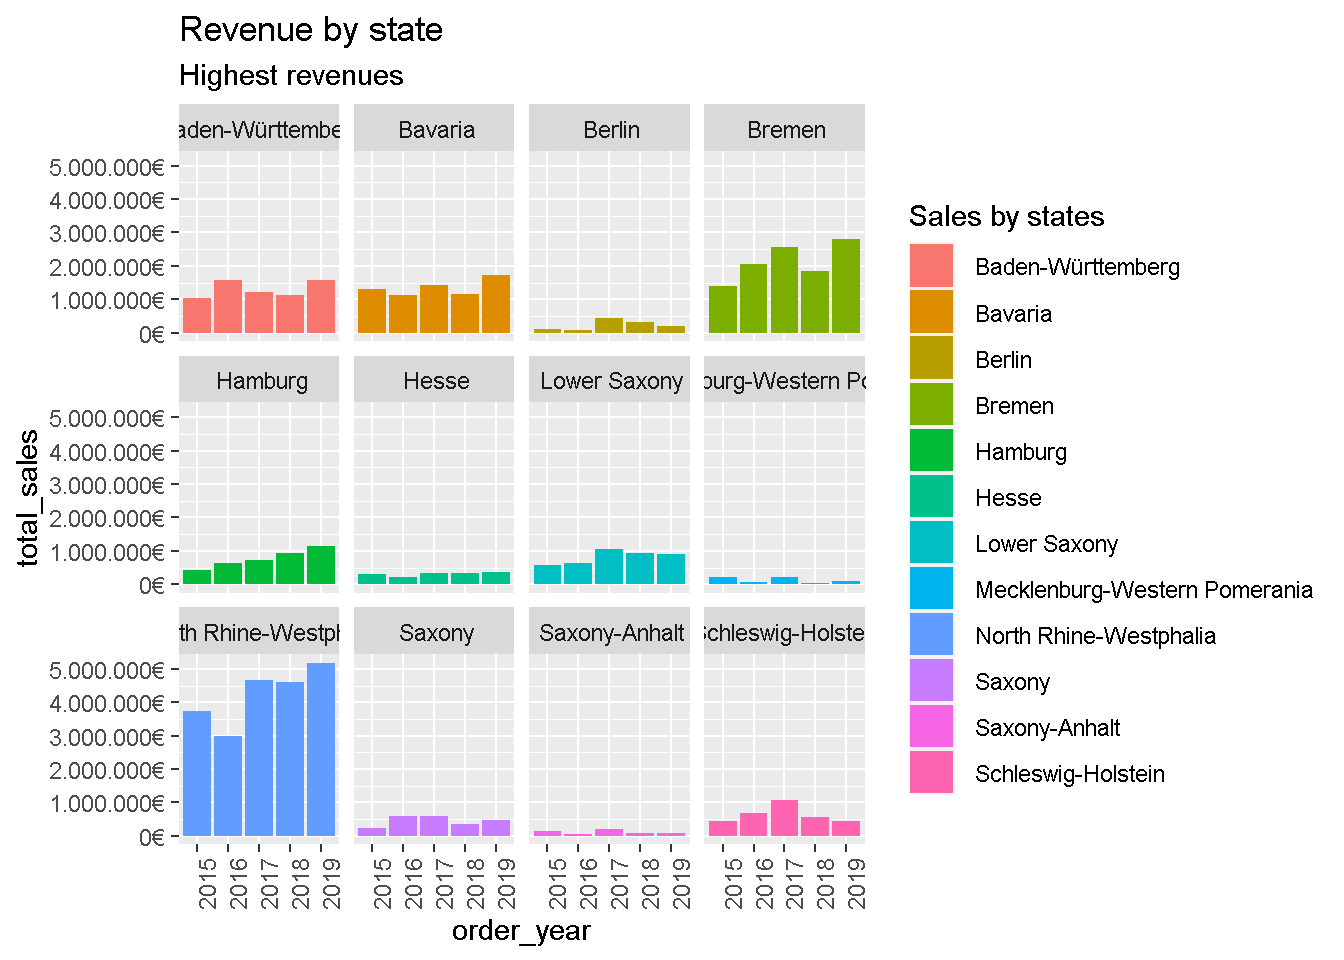 Revenue by state
Highest revenues
aden-Württembe
Bavaria
Berlin
Bremen
5.000.000€
4.000.000€
3.000.000€
2.000.000€
1.000.000€
0€
Hamburg
Hesse
Lower Saxony
burg-Western Po
5.000.000€
4.000.000€
3.000.000€
2.000.000€
1.000.000€
0€
th Rhine-Westph
Saxony
Saxony-Anhalt
Schleswig-Holste
5.000.000€
4.000.000€
3.000.000€
2.000.000€
1.000.000€
0€
2015
2016
2017
2018
2019
2015
2016
2017
2018
2019
2015
2016
2017
2018
2019
2015
2016
2017
2018
2019
order_year
total_sales
Sales by states
Baden-Württemberg
Bavaria
Berlin
Bremen
Hamburg
Hesse
Lower Saxony
Mecklenburg-Western Pomerania
North Rhine-Westphalia
Saxony
Saxony-Anhalt
Schleswig-Holstein